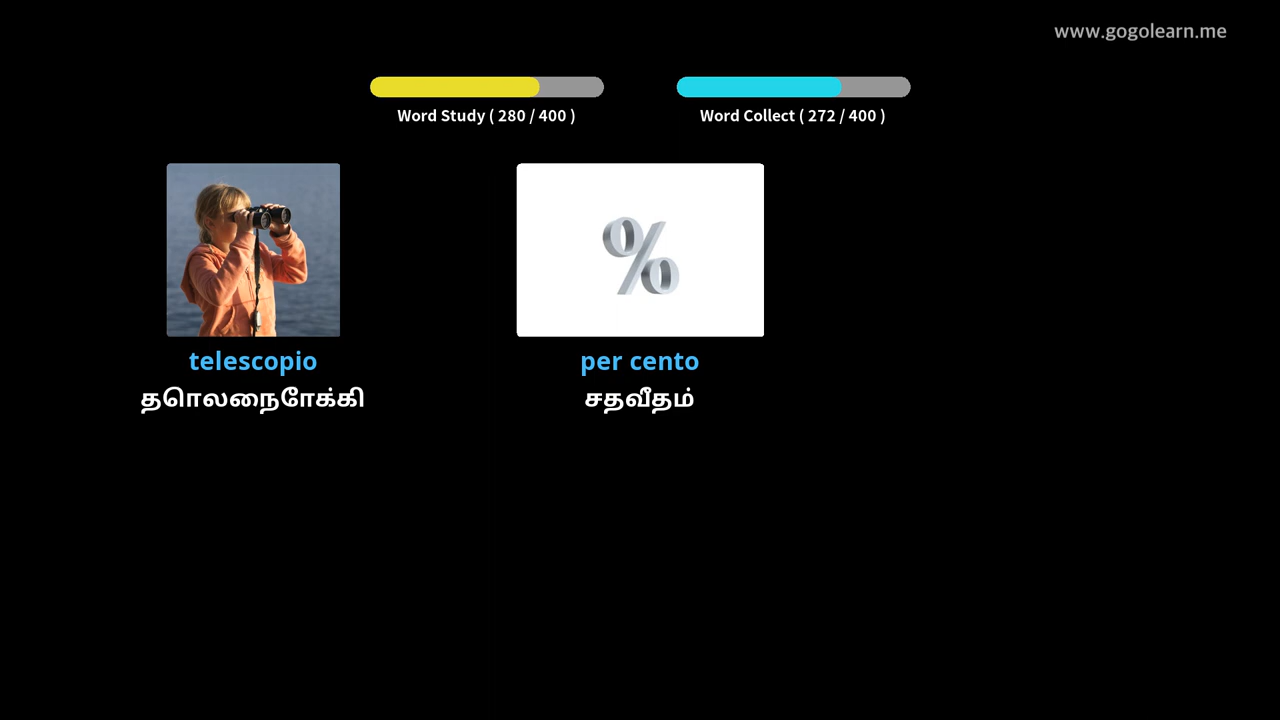 www.gogolearn.me
Word Study ( 280 / 400 )
Word Collect ( 272 / 400 )
%
telescopio
per cento
தொலைநோக்கி
சதவீதம்